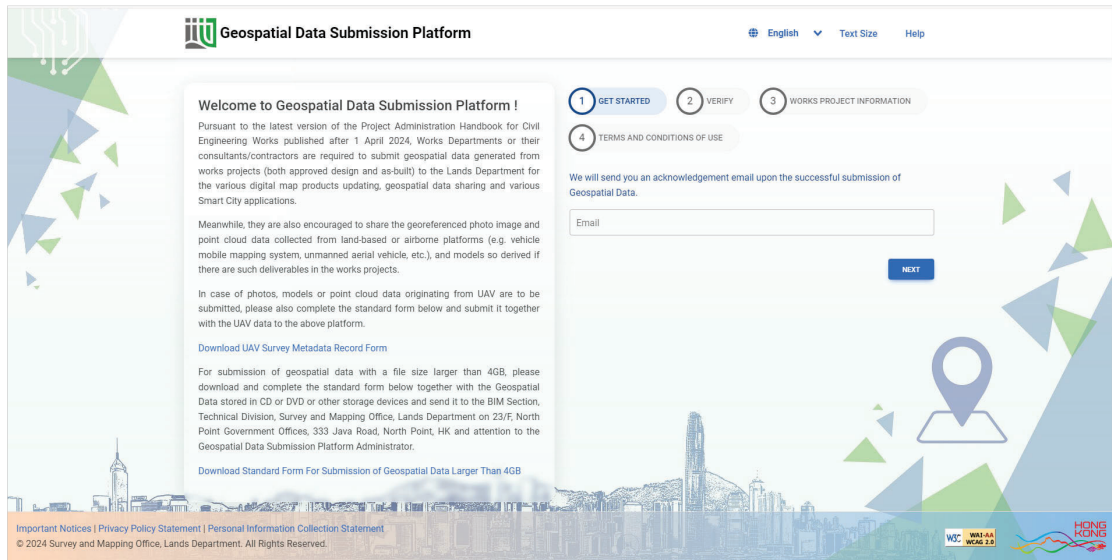 Geospatial Data Submission Platform
English
Text Size
Help
Welcome to Geospatial Data Submission Platform !
Pursuant to the latest version of the Project Administration Handbook for Civil
Engineering Works published after 1 April 2024, Works Departments or their
consultants/contractors are required to submit geospatial data generated from
works projects (both approved design and as-built) to the Lands Department for
the various digital map products updating, geospatial data sharing and various
Smart City applications.
Meanwhile, they are also encouraged to share the georeferenced photo image and
point cloud data collected from land-based or airborne platforms (e.g. vehicle
mobile mapping system, unmanned aerial vehicle, etc.), and models so derived if
there are such deliverables in the works projects.
In case of photos, models or point cloud data originating from UAV are to be
submitted, please also complete the standard form below and submit it together
with the UAV data to the above platform.
Download UAV Survey Metadata Record Form
For submission of geospatial data with a file size larger than 4GB, please
download and complete the standard form below together with the Geospatial
Data stored in CD or DVD or other storage devices and send it to the BIM Section,
Technical Division, Survey and Mapping Office, Lands Department on 23/F, North
Point Government Offices, 333 Java Road, North Point, HK and attention to the
Geospatial Data Submission Platform Administrator.
Download Standard Form For Submission of Geospatial Data Larger Than 4GB
1 GET STARTED
2 VERIFY
3 WORKS PROJECT INFORMATION
4 TERMS AND CONDITIONS OF USE
We will send you an acknowledgement email upon the successful submission of
Geospatial Data.
Email
NEXT
Important Notices | Privacy Policy Statement | Personal Information Collection Statement
© 2024 Survey and Mapping Office, Lands Department. All Rights Reserved.
W3C WAI-AA
WCAG 2.0
HONG
KONG